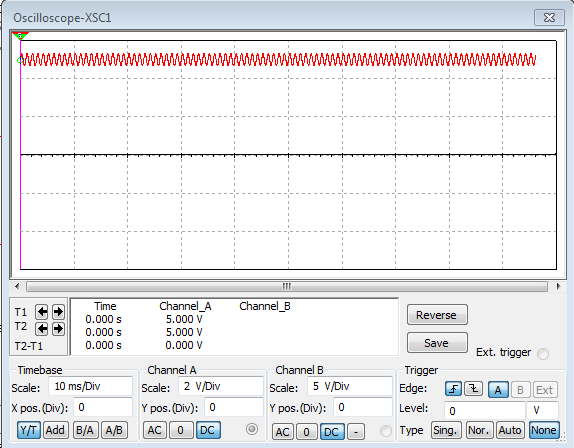 Oscilloscope-XSC1
Time Channel_A Channel_B
T1 0.000 s 5.000 V
T2 0.000 s 5.000 V
T2-T1 0.000 s 0.000 V
Reverse
Save
Ext. trigger
Timebase Channel A Channel B Trigger
Scale: 10 ms/Div Scale: 2 V/Div Scale: 5 V/Div Edge: A B Ext
X pos.(Div): 0 Y pos.(Div): 0 Y pos.(Div): 0 Level: 0 V
Y/T Add B/A A/B AC 0 DC AC 0 DC - Type Sing. Nor. Auto None